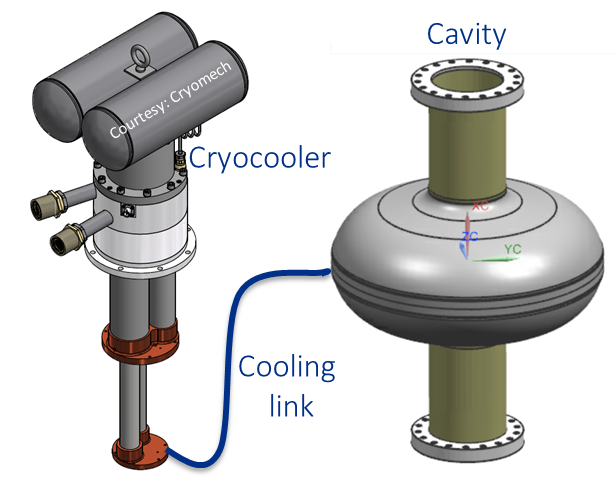 Cavity
Courtesy: Cryomech
Cryocooler
XC
ZC
YC
Cooling
link